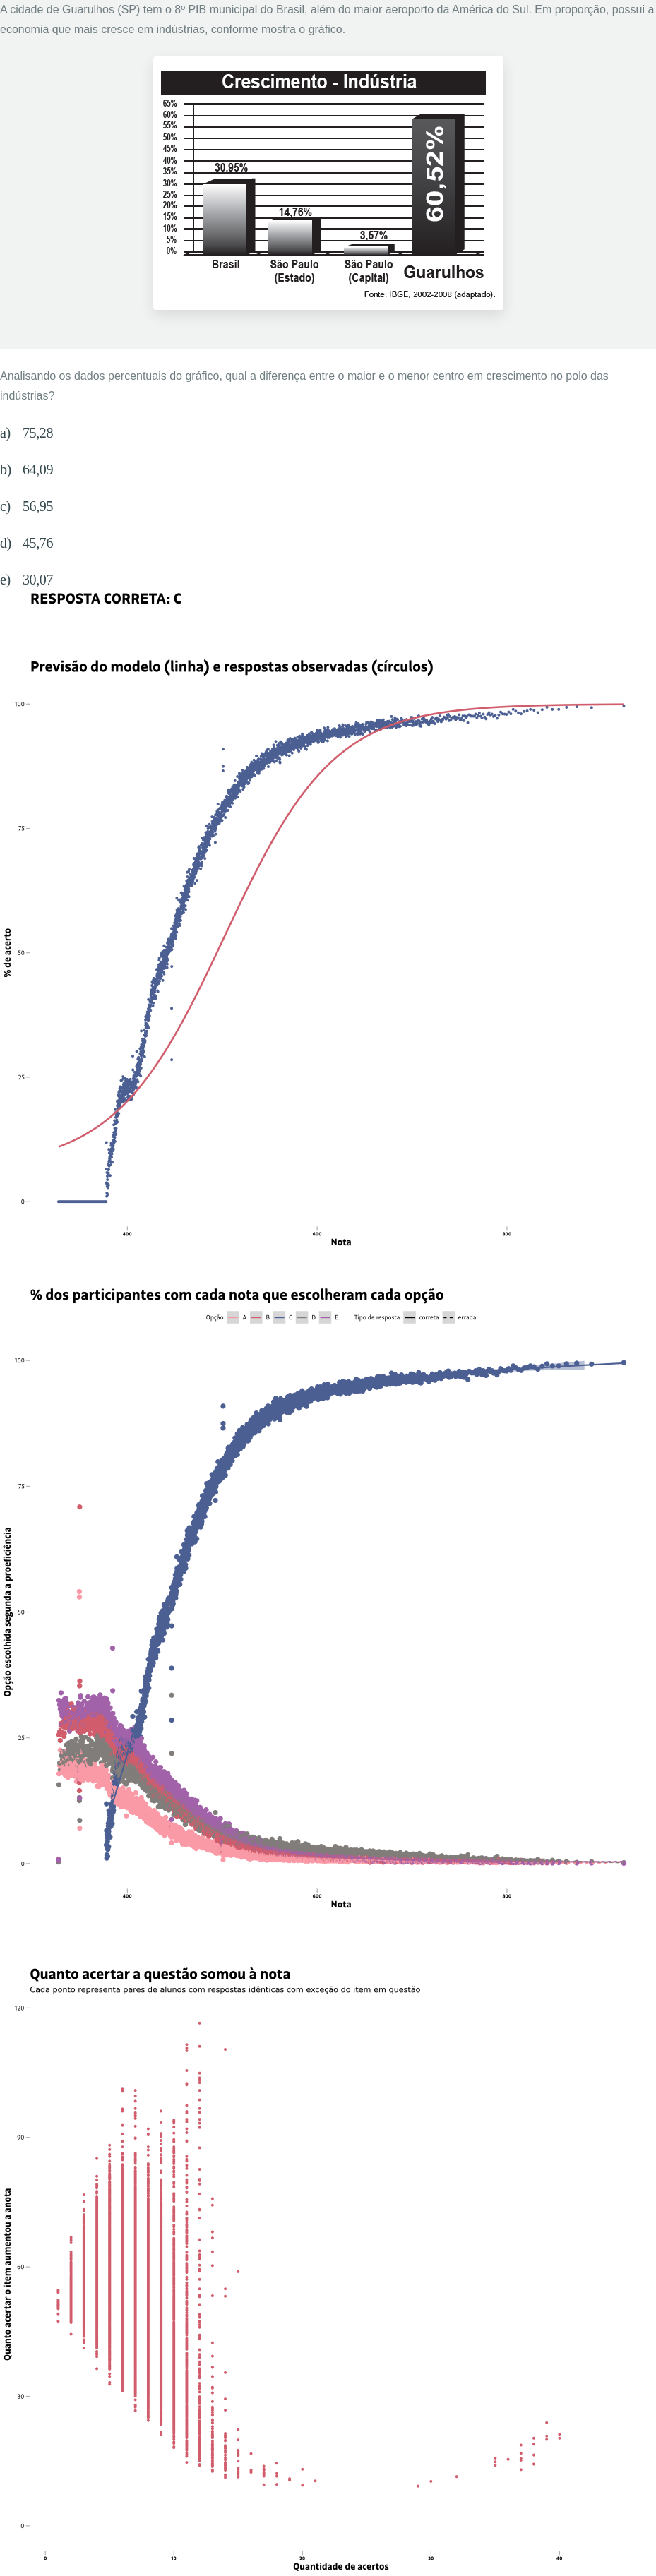 A cidade de Guarulhos (SP) tem o 8º PIB municipal do Brasil, além do maior aeroporto da América do Sul. Em proporção, possui a
economia que mais cresce em indústrias, conforme mostra o gráfico.
Crescimento - Indústria
65%
60%
55%
50%
45%
40%
35%
30%
25%
20%
15%
10%
5%
0%
30,95%
14,76%
3,57%
60,52%
Brasil
São Paulo
(Estado)
São Paulo
(Capital)
Guarulhos
Fonte: IBGE, 2002-2008 (adaptado).
Analisando os dados percentuais do gráfico, qual a diferença entre o maior e o menor centro em crescimento no polo das
indústrias?
a) 75,28
b) 64,09
c) 56,95
d) 45,76
e) 30,07
RESPOSTA CORRETA: C
Previsão do modelo (linha) e respostas observadas (círculos)
% de acerto
100
75
50
25
0
400 600 800
Nota
% dos participantes com cada nota que escolheram cada opção
Opção A B C D E Tipo de resposta correta errada
Opção escolhida segunda a proeficiência
100
75
50
25
0
400 600 800
Nota
Quanto acertar a questão somou à nota
Cada ponto representa pares de alunos com respostas idênticas com exceção do item em questão
Quanto acertar o item aumentou a anota
120
90
60
30
0
0 10 20 30 40
Quantidade de acertos